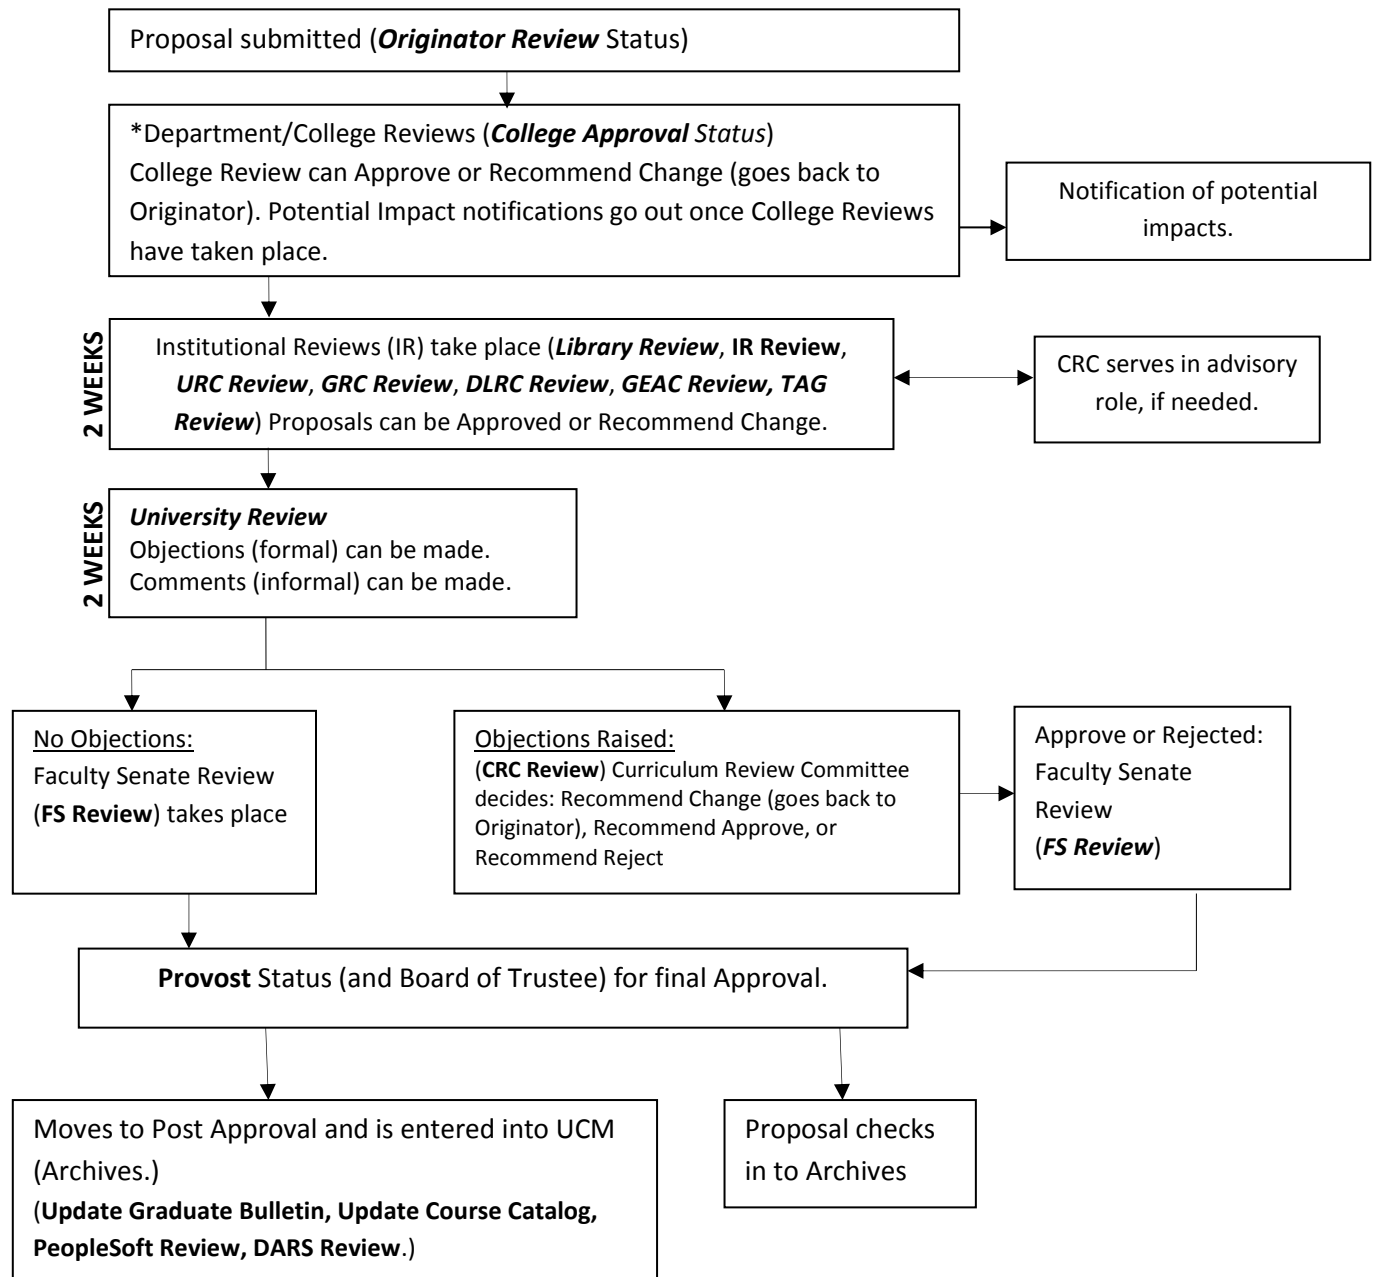 Proposal submitted (Originator Review Status)
*Department/College Reviews (College Approval Status)
College Review can Approve or Recommend Change (goes back to
Originator). Potential Impact notifications go out once College Reviews
have taken place.
Notification of potential
impacts.
2 WEEKS
Institutional Reviews (IR) take place (Library Review, IR Review,
URC Review, GRC Review, DLRC Review, GEAC Review, TAG
Review) Proposals can be Approved or Recommend Change.
CRC serves in advisory
role, if needed.
2 WEEKS
University Review
Objections (formal) can be made.
Comments (informal) can be made.
No Objections:
Faculty Senate Review
(FS Review) takes place
Objections Raised:
(CRC Review) Curriculum Review Committee
decides: Recommend Change (goes back to
Originator), Recommend Approve, or
Recommend Reject
Approve or Rejected:
Faculty Senate
Review
(FS Review)
Provost Status (and Board of Trustee) for final Approval.
Moves to Post Approval and is entered into UCM
(Archives.)
(Update Graduate Bulletin, Update Course Catalog,
PeopleSoft Review, DARS Review.)
Proposal checks
in to Archives